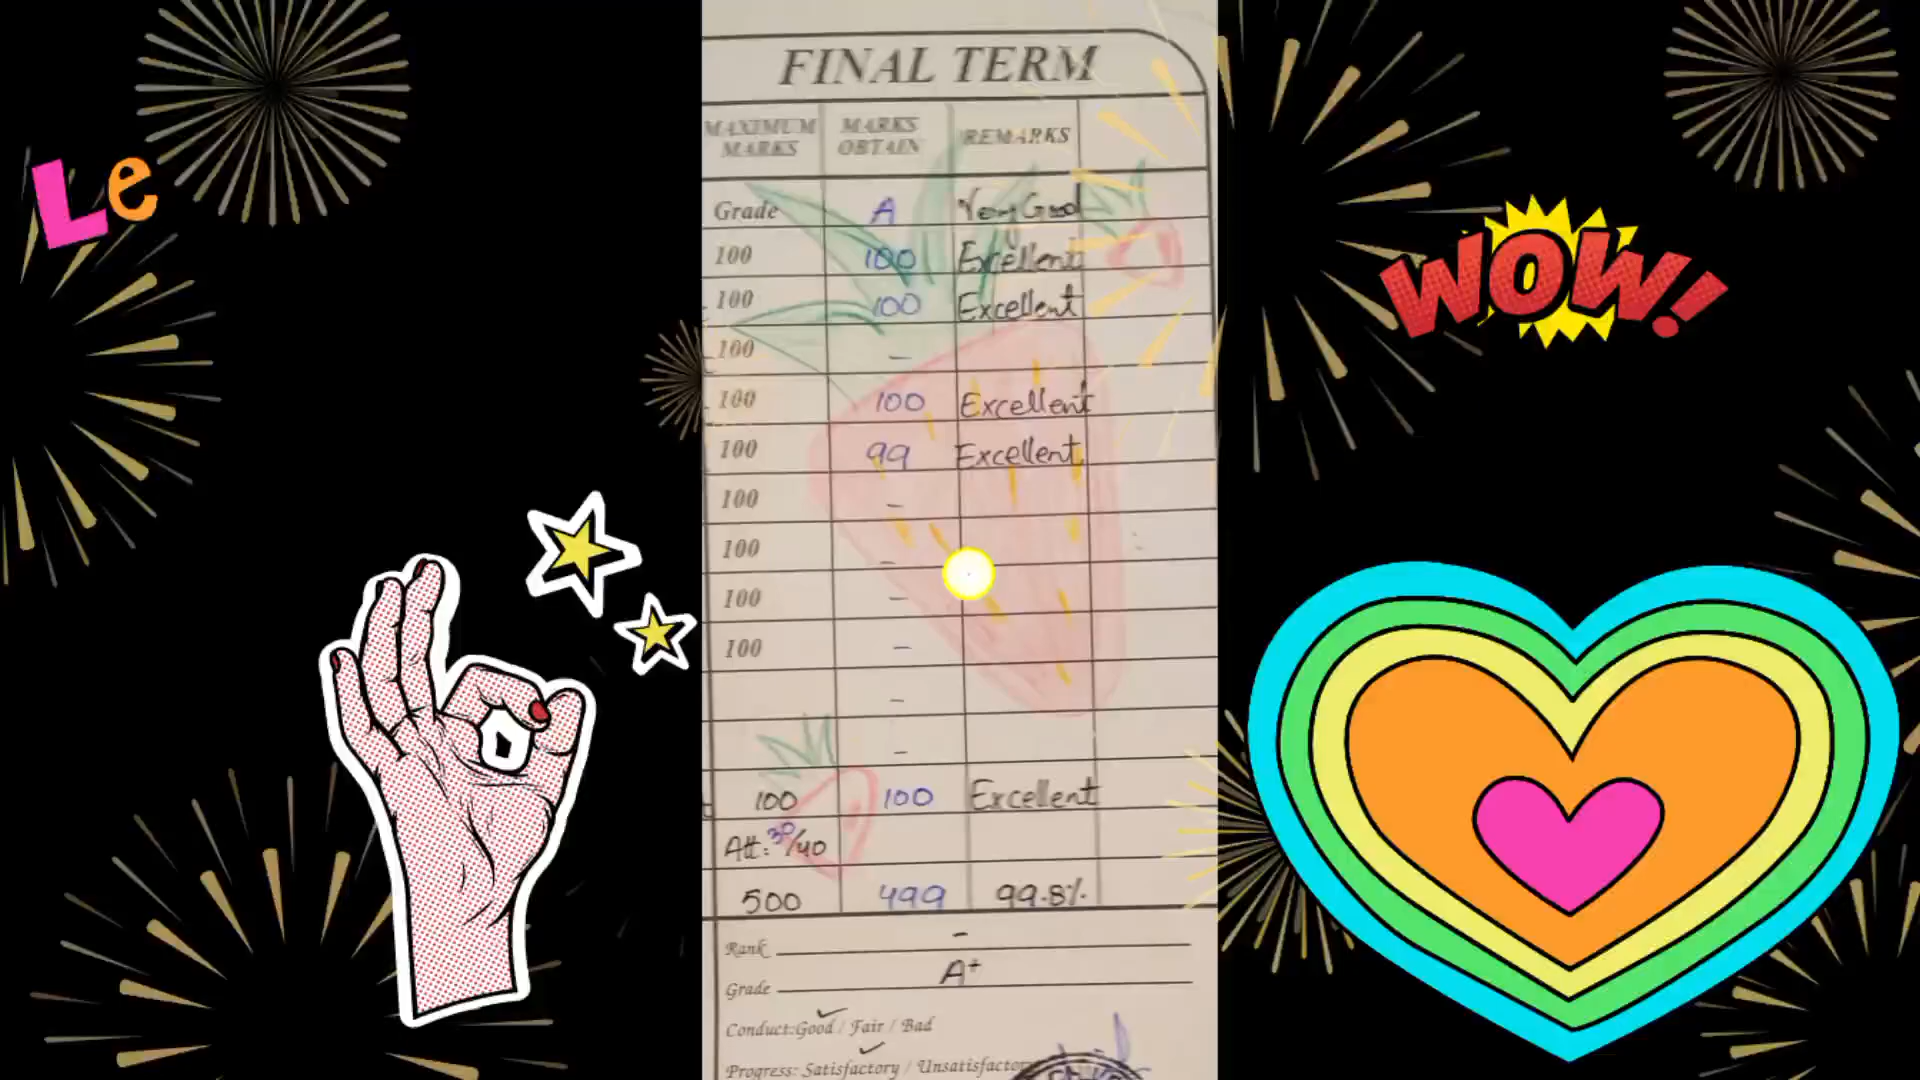 Le
WOW!
FINAL TERM
MAXIMUM MARKS MARKS OBTAIN REMARKS
Grade A Very Good
100 100 Excellent
100 100 Excellent
100 -
100 100 Excellent
100 99 Excellent
100 -
100 -
100 -
100 -
-
-
100 100 Excellent
Att: 39/40
500 499 99.8%
Rank -
Grade A+
Conduct: Good / Fair / Bad
Progress: Satisfactory / Unsatisfactory